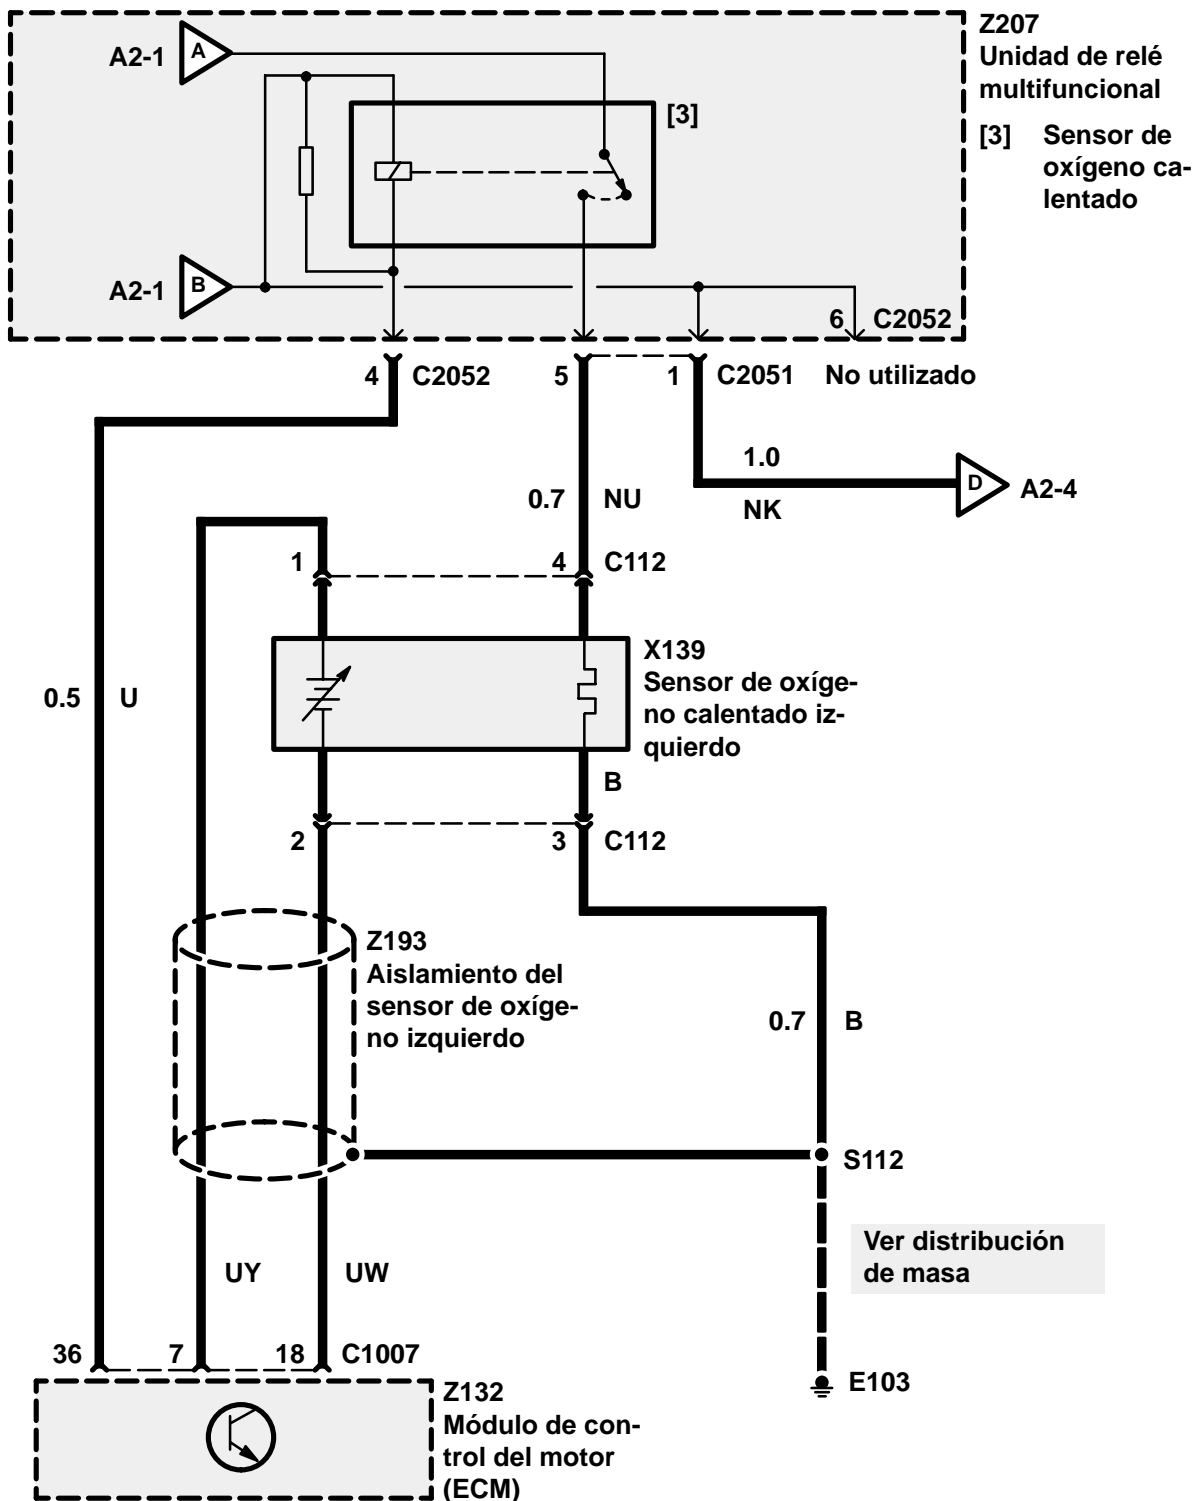 Z207
Unidad de relé
multifuncional
[3] Sensor de
oxígeno ca-
lentado
A2-1
A
[3]
A2-1
B
6 C2052
4 C2052
5
1 C2051
No utilizado
1.0
NK
D
A2-4
0.7 NU
1
4 C112
X139
Sensor de oxíge-
no calentado iz-
quierdo
0.5 U
B
2
3 C112
Z193
Aislamiento del
sensor de oxíge-
no izquierdo
0.7 B
S112
Ver distribución
de masa
UY
UW
36
7
18 C1007
E103
Z132
Módulo de con-
trol del motor
(ECM)